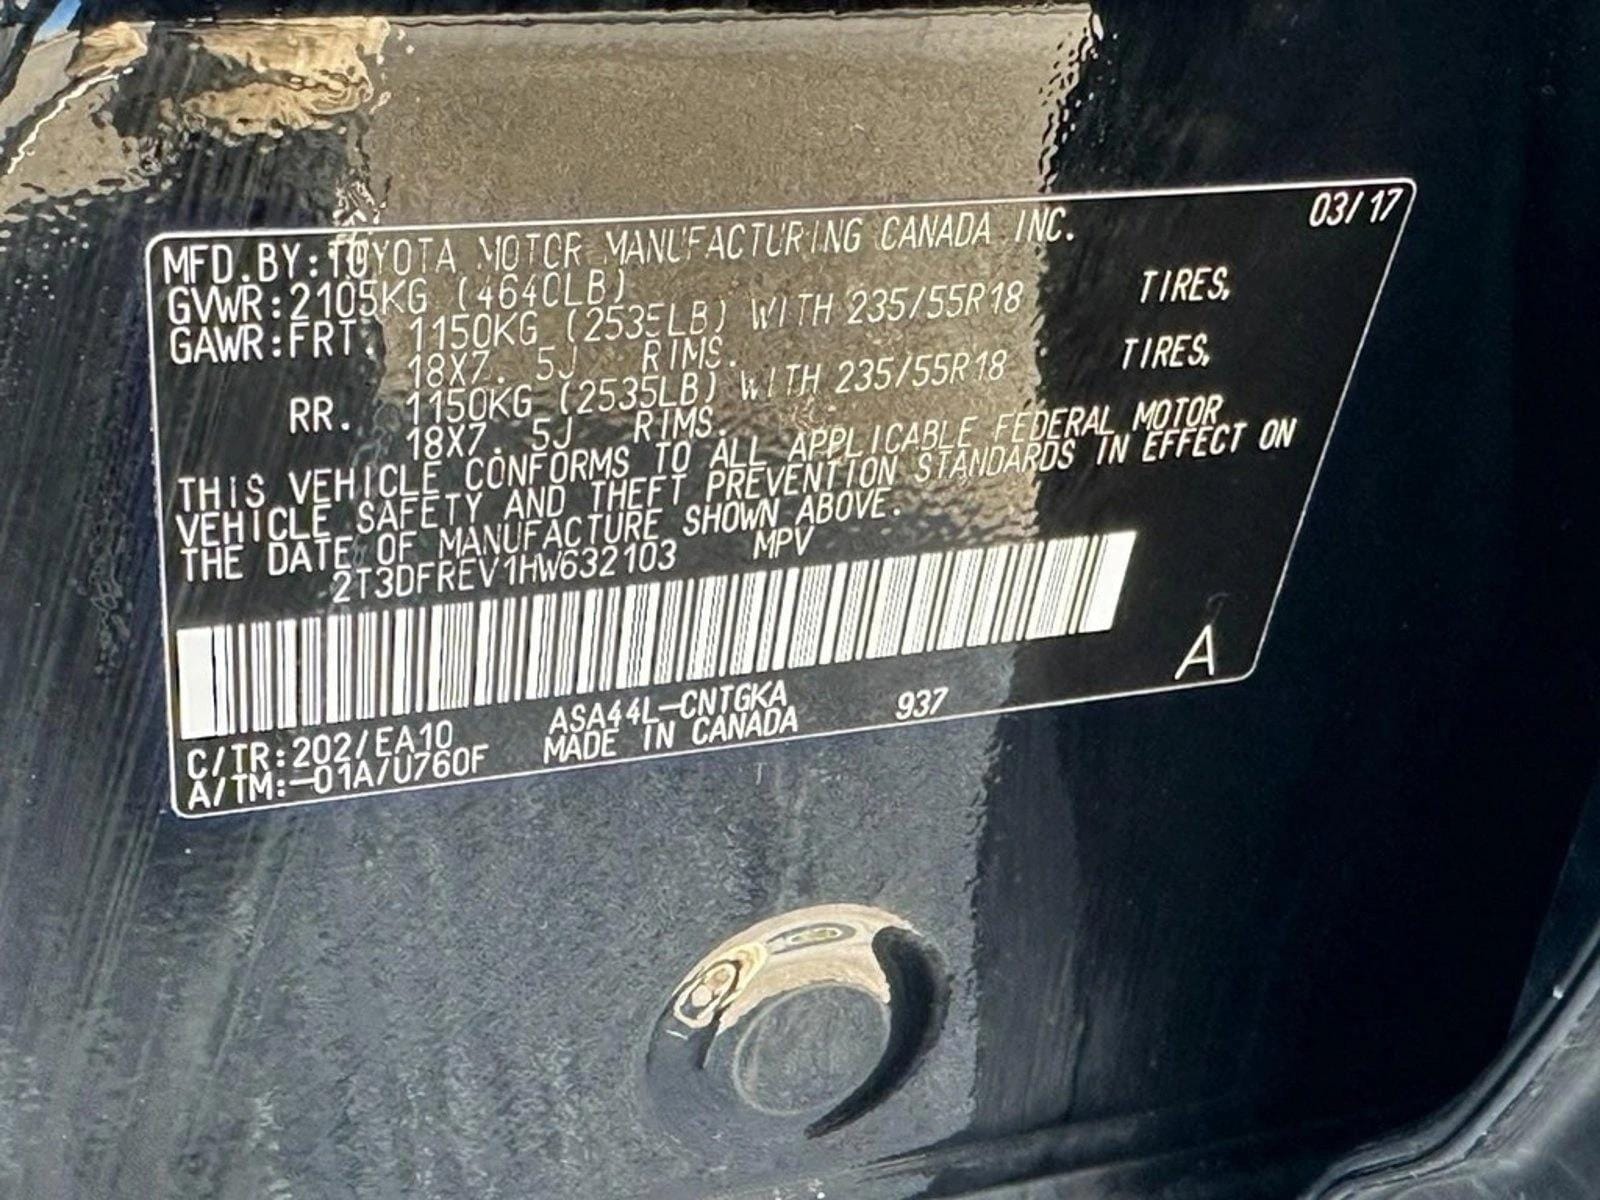 03/17
MFD.BY:TOYOTA MOTOR MANUFACTURING CANADA INC.
GVWR:2105KG (4640LB)
GAWR:FRT. 1150KG (2535LB) WITH 235/55R18 TIRES,
18X7. 5J RIMS.
RR. 1150KG (2535LB) WITH 235/55R18 TIRES,
18X7. 5J RIMS.
THIS VEHICLE CONFORMS TO ALL APPLICABLE FEDERAL MOTOR
VEHICLE SAFETY AND THEFT PREVENTION STANDARDS IN EFFECT ON
THE DATE OF MANUFACTURE SHOWN ABOVE.
2T3DFREV1HW632103 MPV
A
C/TR:202/EA10 ASA44L-CNTGKA 937
A/TM:-01A/U760F MADE IN CANADA